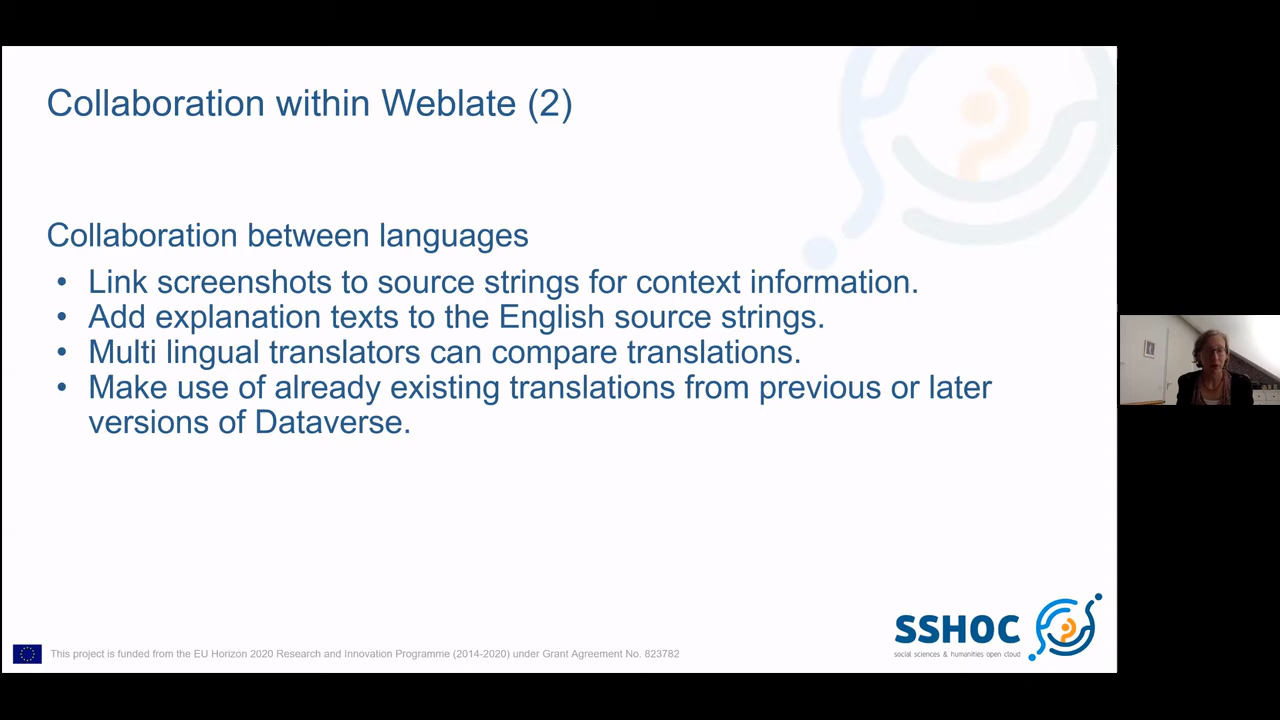 Collaboration within Weblate (2)
Collaboration between languages
• Link screenshots to source strings for context information.
• Add explanation texts to the English source strings.
• Multi lingual translators can compare translations.
• Make use of already existing translations from previous or later
versions of Dataverse.
SSHOC
social sciences & humanities open cloud
This project is funded from the EU Horizon 2020 Research and Innovation Programme (2014-2020) under Grant Agreement No. 823782